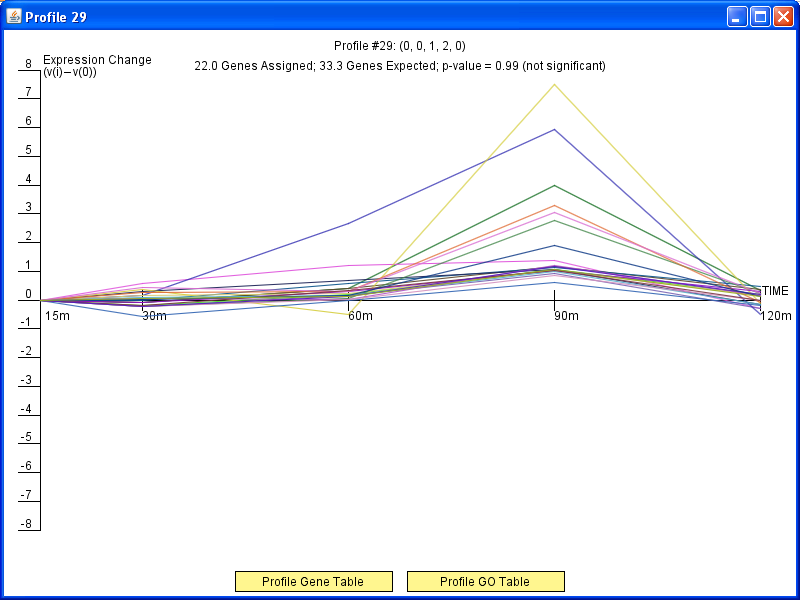 Profile 29
Profile #29: (0, 0, 1, 2, 0)
Expression Change
(v(i)−v(0))
22.0 Genes Assigned; 33.3 Genes Expected; p-value = 0.99 (not significant)
8
7
6
5
4
3
2
1
0
TIME
15m 30m 60m 90m 120m
-1
-2
-3
-4
-5
-6
-7
-8
Profile Gene Table Profile GO Table